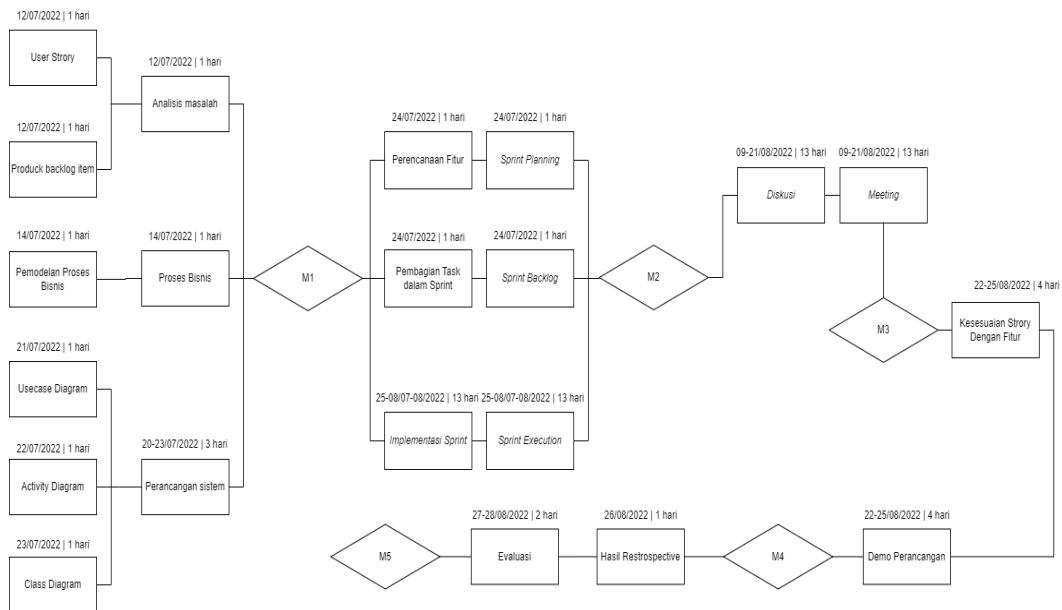 12/07/2022 | 1 hari
User Strory
12/07/2022 | 1 hari
Analisis masalah
12/07/2022 | 1 hari
Produck backlog item
14/07/2022 | 1 hari
Pemodelan Proses
Bisnis
14/07/2022 | 1 hari
Proses Bisnis
21/07/2022 | 1 hari
Usecase Diagram
22/07/2022 | 1 hari
Activity Diagram
20-23/07/2022 | 3 hari
Perancangan sistem
23/07/2022 | 1 hari
Class Diagram
M1
24/07/2022 | 1 hari
Perencanaan Fitur
24/07/2022 | 1 hari
Sprint Planning
24/07/2022 | 1 hari
Pembagian Task
dalam Sprint
24/07/2022 | 1 hari
Sprint Backlog
25-08/07-08/2022 | 13 hari
Implementasi Sprint
25-08/07-08/2022 | 13 hari
Sprint Execution
M2
09-21/08/2022 | 13 hari
Diskusi
09-21/08/2022 | 13 hari
Meeting
M3
22-25/08/2022 | 4 hari
Kesesuaian Strory
Dengan Fitur
22-25/08/2022 | 4 hari
Demo Perancangan
M4
26/08/2022 | 1 hari
Hasil Restrospective
27-28/08/2022 | 2 hari
Evaluasi
M5